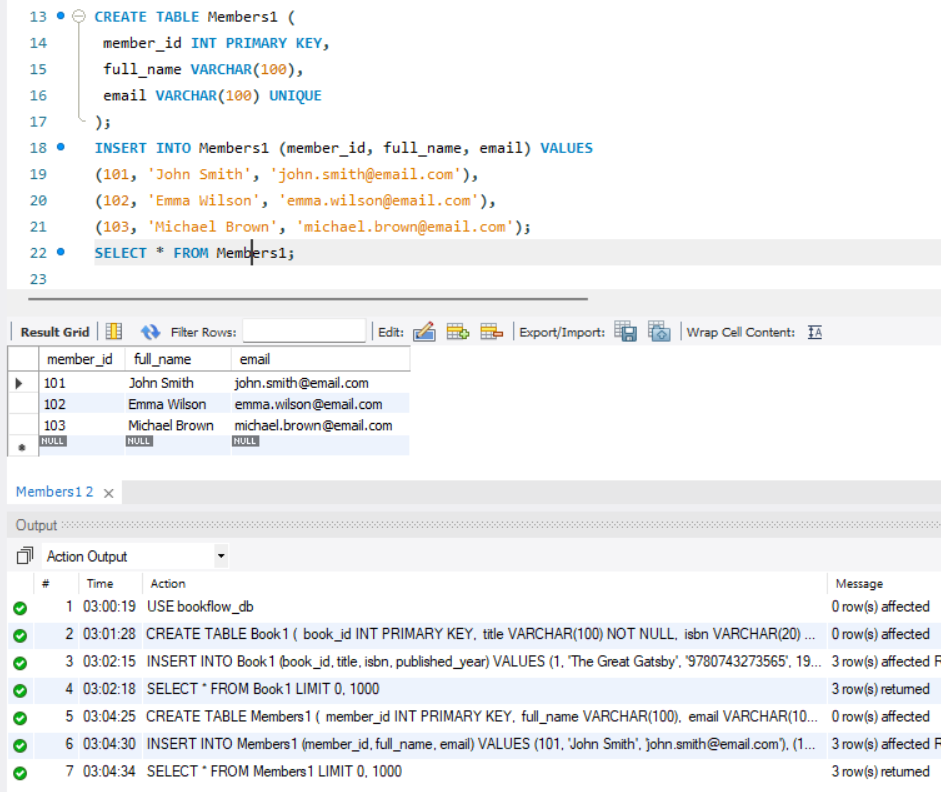 13 CREATE TABLE Members1 (
14 member_id INT PRIMARY KEY,
15 full_name VARCHAR(100),
16 email VARCHAR(100) UNIQUE
17 );
18 INSERT INTO Members1 (member_id, full_name, email) VALUES
19 (101, 'John Smith', 'john.smith@email.com'),
20 (102, 'Emma Wilson', 'emma.wilson@email.com'),
21 (103, 'Michael Brown', 'michael.brown@email.com');
22 SELECT * FROM Members1;
23
Result Grid Filter Rows: Edit: Export/Import: Wrap Cell Content: IA
member_id full_name email
101 John Smith john.smith@email.com
102 Emma Wilson emma.wilson@email.com
103 Michael Brown michael.brown@email.com
NULL NULL NULL
Members1 2
Output
Action Output
# Time Action Message
1 03:00:19 USE bookflow_db 0 row(s) affected
2 03:01:28 CREATE TABLE Book1 ( book_id INT PRIMARY KEY, title VARCHAR(100) NOT NULL, isbn VARCHAR(20) ... 0 row(s) affected
3 03:02:15 INSERT INTO Book1 (book_id, title, isbn, published_year) VALUES (1, 'The Great Gatsby', '9780743273565', 19... 3 row(s) affected R
4 03:02:18 SELECT * FROM Book1 LIMIT 0, 1000 3 row(s) returned
5 03:04:25 CREATE TABLE Members1 ( member_id INT PRIMARY KEY, full_name VARCHAR(100), email VARCHAR(10... 0 row(s) affected
6 03:04:30 INSERT INTO Members1 (member_id, full_name, email) VALUES (101, 'John Smith', 'john.smith@email.com'), (1... 3 row(s) affected R
7 03:04:34 SELECT * FROM Members1 LIMIT 0, 1000 3 row(s) returned